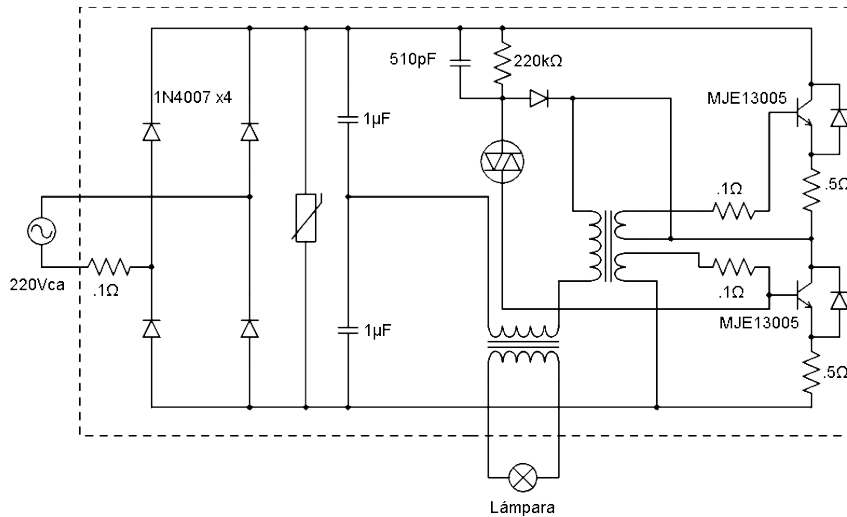 510pF
220kΩ
1N4007 x4
MJE13005
1µF
.1Ω
.5Ω
220Vca
.1Ω
.1Ω
MJE13005
1µF
.5Ω
Lámpara